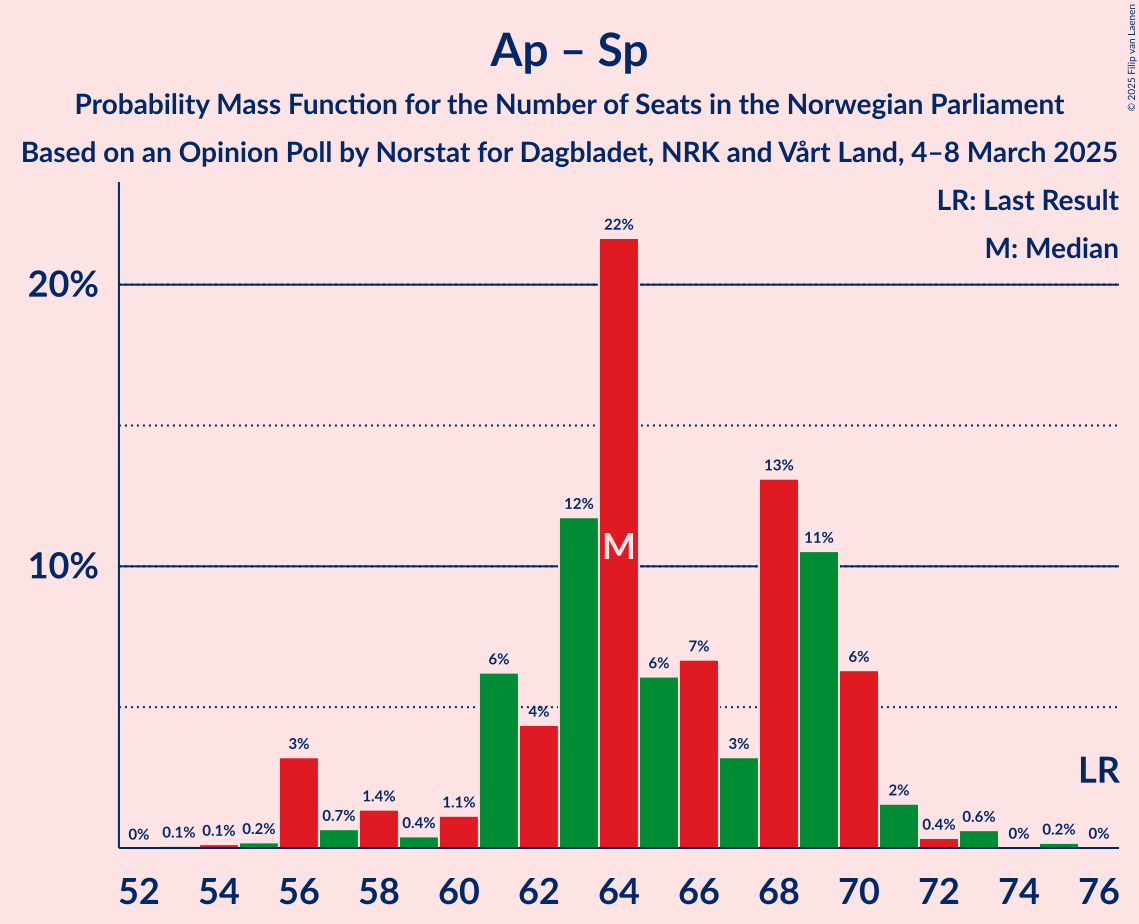 Ap – Sp
Probability Mass Function for the Number of Seats in the Norwegian Parliament
Based on an Opinion Poll by Norstat for Dagbladet, NRK and Vårt Land, 4–8 March 2025
© 2025 Filip van Laenen
LR: Last Result
M: Median
20%
10%
0% 0.1% 0.1% 0.2% 3% 0.7% 1.4% 0.4% 1.1% 6% 4% 12% 22% 6% 7% 3% 13% 11% 6% 2% 0.4% 0.6% 0% 0.2% 0%
M
LR
52 54 56 58 60 62 64 66 68 70 72 74 76